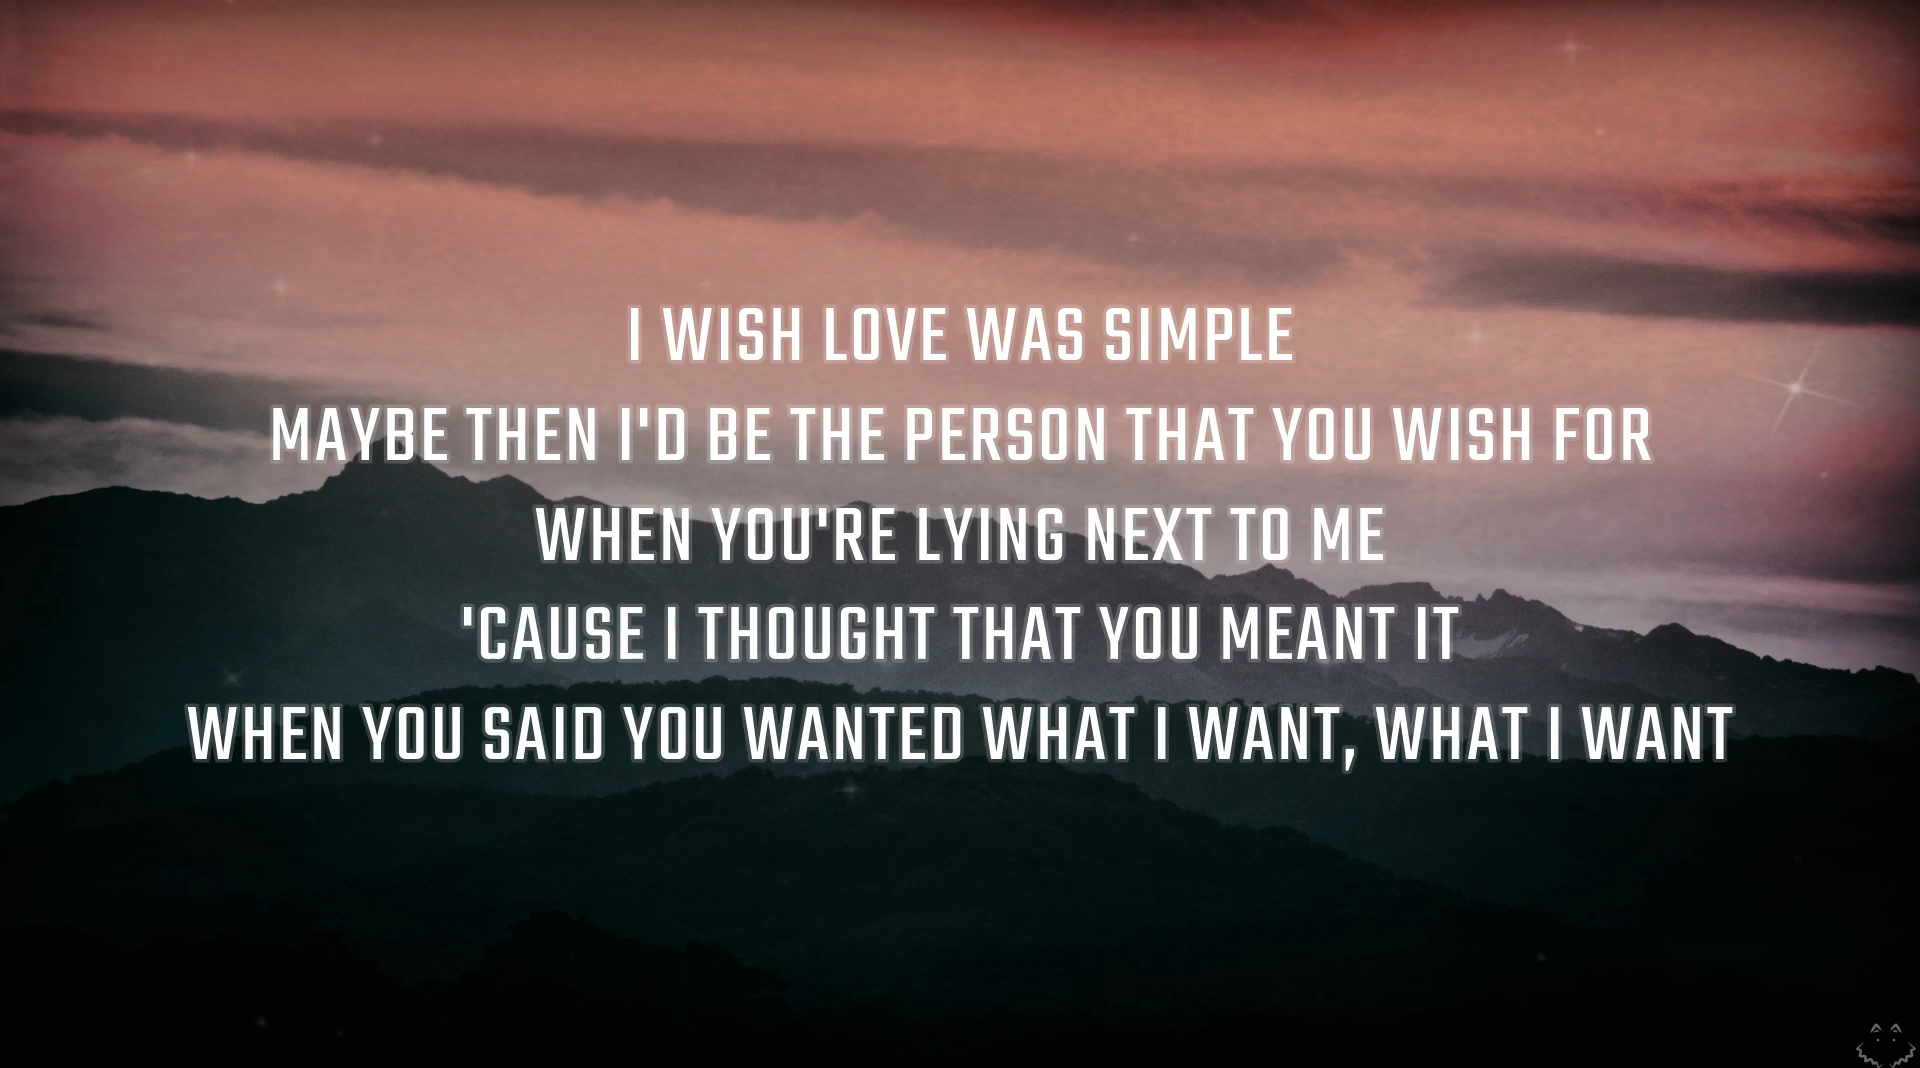 I WISH LOVE WAS SIMPLE
MAYBE THEN I'D BE THE PERSON THAT YOU WISH FOR
WHEN YOU'RE LYING NEXT TO ME
'CAUSE I THOUGHT THAT YOU MEANT IT
WHEN YOU SAID YOU WANTED WHAT I WANT, WHAT I WANT